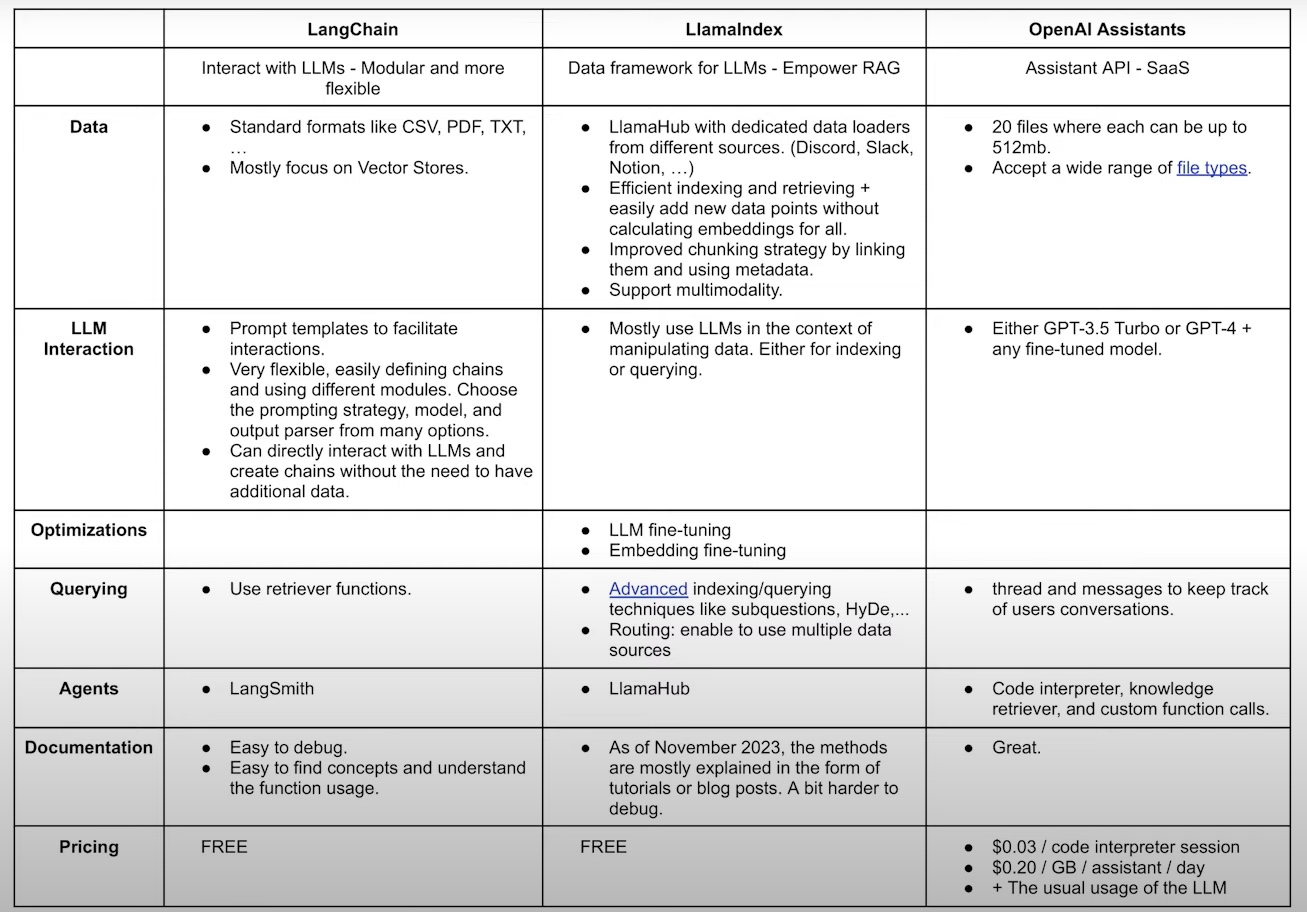 LangChain
LlamaIndex
OpenAI Assistants
Interact with LLMs - Modular and more
flexible
Data framework for LLMs - Empower RAG
Assistant API - SaaS
Data
● Standard formats like CSV, PDF, TXT,
…
● Mostly focus on Vector Stores.
● LlamaHub with dedicated data loaders
from different sources. (Discord, Slack,
Notion, …)
● Efficient indexing and retrieving +
easily add new data points without
calculating embeddings for all.
● Improved chunking strategy by linking
them and using metadata.
● Support multimodality.
● 20 files where each can be up to
512mb.
● Accept a wide range of file types.
LLM
Interaction
● Prompt templates to facilitate
interactions.
● Very flexible, easily defining chains
and using different modules. Choose
the prompting strategy, model, and
output parser from many options.
● Can directly interact with LLMs and
create chains without the need to have
additional data.
● Mostly use LLMs in the context of
manipulating data. Either for indexing
or querying.
● Either GPT-3.5 Turbo or GPT-4 +
any fine-tuned model.
Optimizations
● LLM fine-tuning
● Embedding fine-tuning
Querying
● Use retriever functions.
● Advanced indexing/querying
techniques like subquestions, HyDe,...
● Routing: enable to use multiple data
sources
● thread and messages to keep track
of users conversations.
Agents
● LangSmith
● LlamaHub
● Code interpreter, knowledge
retriever, and custom function calls.
Documentation
● Easy to debug.
● Easy to find concepts and understand
the function usage.
● As of November 2023, the methods
are mostly explained in the form of
tutorials or blog posts. A bit harder to
debug.
● Great.
Pricing
FREE
FREE
● $0.03 / code interpreter session
● $0.20 / GB / assistant / day
● + The usual usage of the LLM